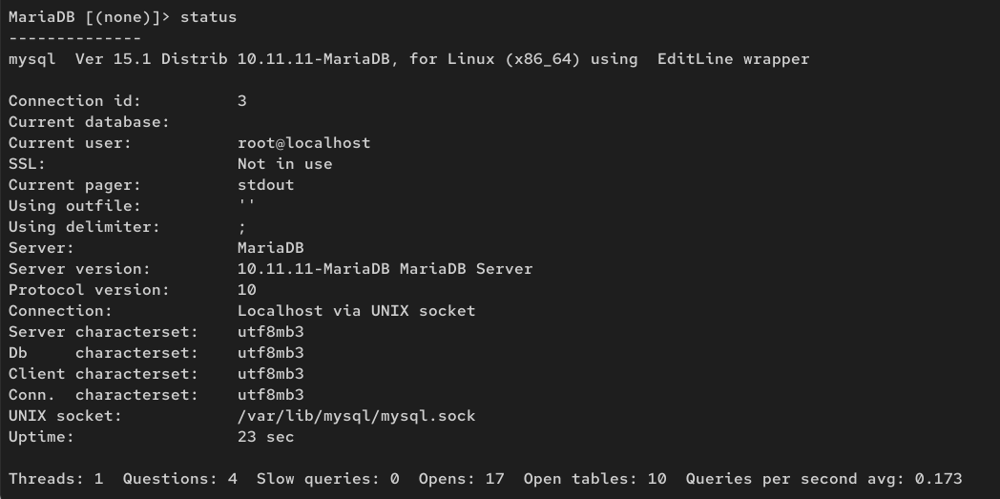 MariaDB [(none)]> status
--------------
mysql  Ver 15.1 Distrib 10.11.11-MariaDB, for Linux (x86_64) using  EditLine wrapper

Connection id:          3
Current database:
Current user:           root@localhost
SSL:                    Not in use
Current pager:          stdout
Using outfile:          ''
Using delimiter:        ;
Server:                 MariaDB
Server version:         10.11.11-MariaDB MariaDB Server
Protocol version:       10
Connection:             Localhost via UNIX socket
Server characterset:    utf8mb3
Db     characterset:    utf8mb3
Client characterset:    utf8mb3
Conn.  characterset:    utf8mb3
UNIX socket:            /var/lib/mysql/mysql.sock
Uptime:                 23 sec

Threads: 1  Questions: 4  Slow queries: 0  Opens: 17  Open tables: 10  Queries per second avg: 0.173